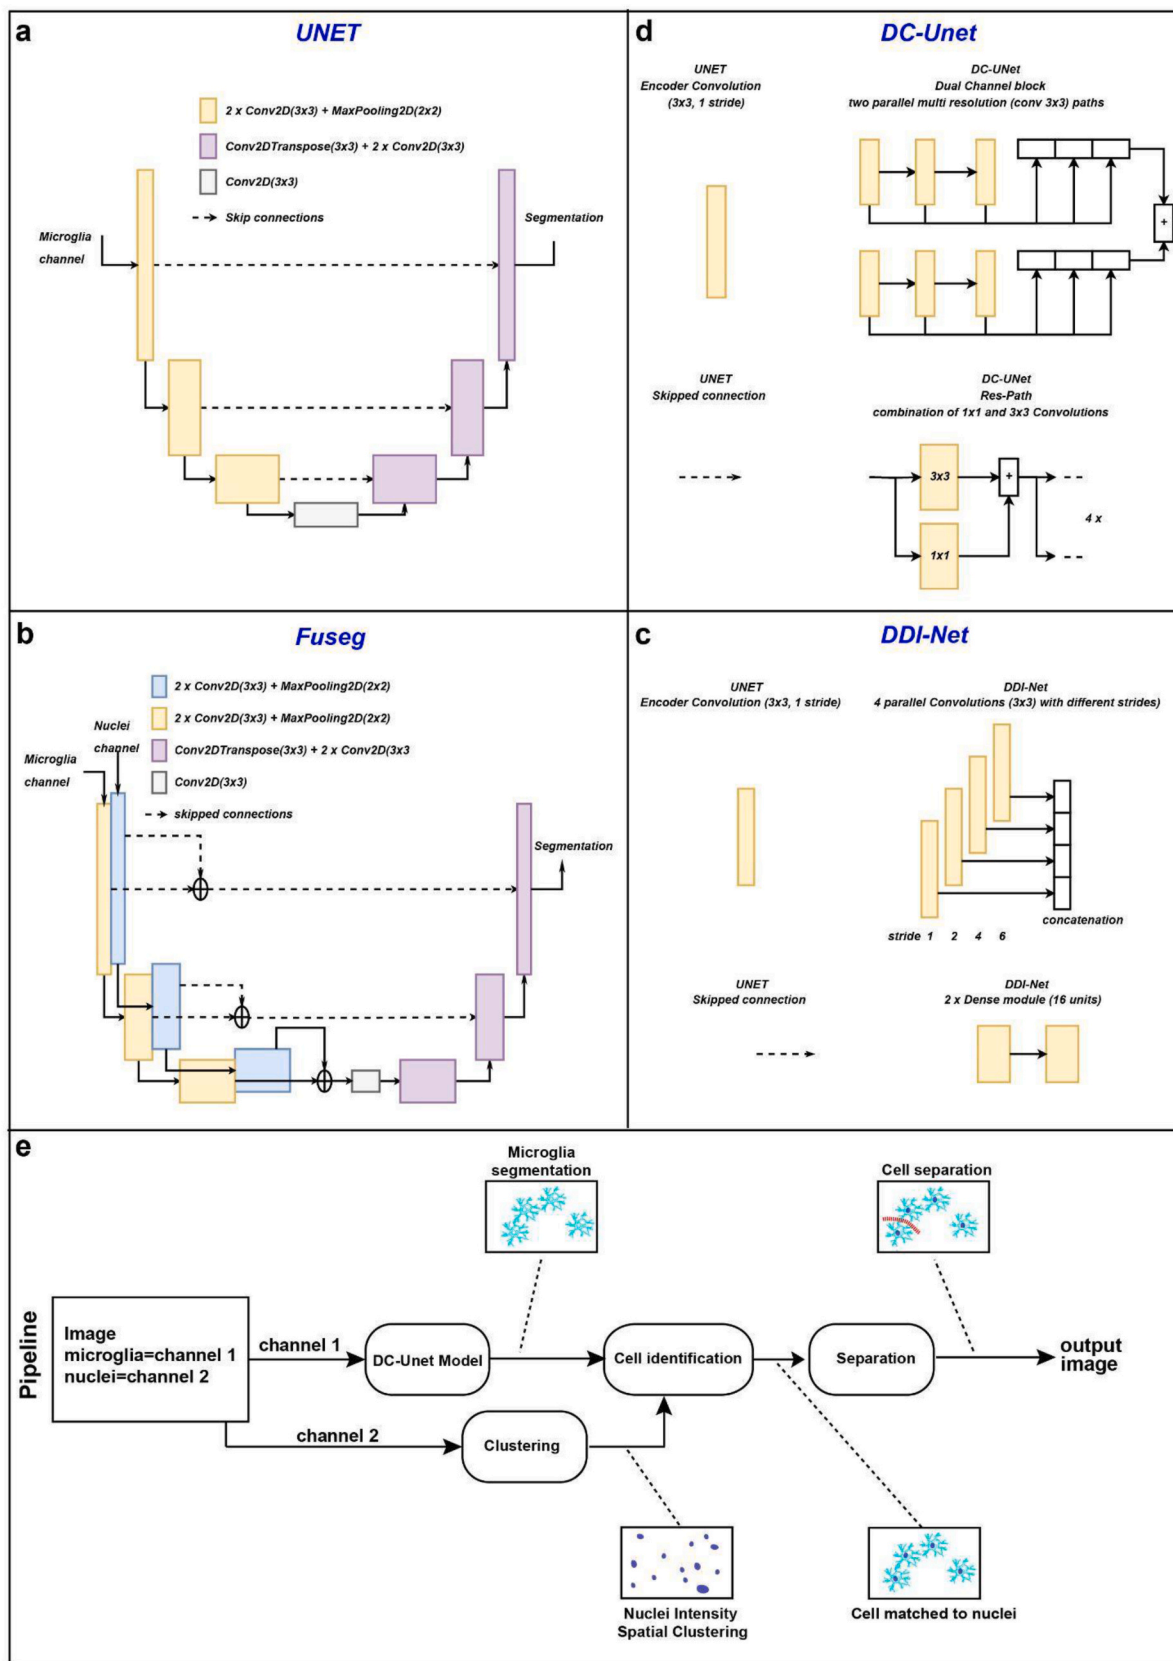 a
UNET
2 x Conv2D(3x3) + MaxPooling2D(2x2)
Conv2DTranspose(3x3) + 2 x Conv2D(3x3)
Conv2D(3x3)
Skip connections
Microglia
channel
Segmentation
d
DC-Unet
UNET
Encoder Convolution
(3x3, 1 stride)
DC-UNet
Dual Channel block
two parallel multi resolution (conv 3x3) paths
+
UNET
Skipped connection
DC-UNet
Res-Path
combination of 1x1 and 3x3 Convolutions
3x3
+
4 x
1x1
b
Fuseg
2 x Conv2D(3x3) + MaxPooling2D(2x2)
2 x Conv2D(3x3) + MaxPooling2D(2x2)
Conv2DTranspose(3x3) + 2 x Conv2D(3x3
Conv2D(3x3)
skipped connections
Nuclei
channel
Microglia
channel
Segmentation
c
DDI-Net
UNET
Encoder Convolution (3x3, 1 stride)
DDI-Net
4 parallel Convolutions (3x3) with different strides)
concatenation
stride 1 2 4 6
UNET
Skipped connection
DDI-Net
2 x Dense module (16 units)
e
Pipeline
Microglia
segmentation
Cell separation
Image
microglia=channel 1
nuclei=channel 2
channel 1
DC-Unet Model
Cell identification
Separation
output
image
channel 2
Clustering
Nuclei Intensity
Spatial Clustering
Cell matched to nuclei